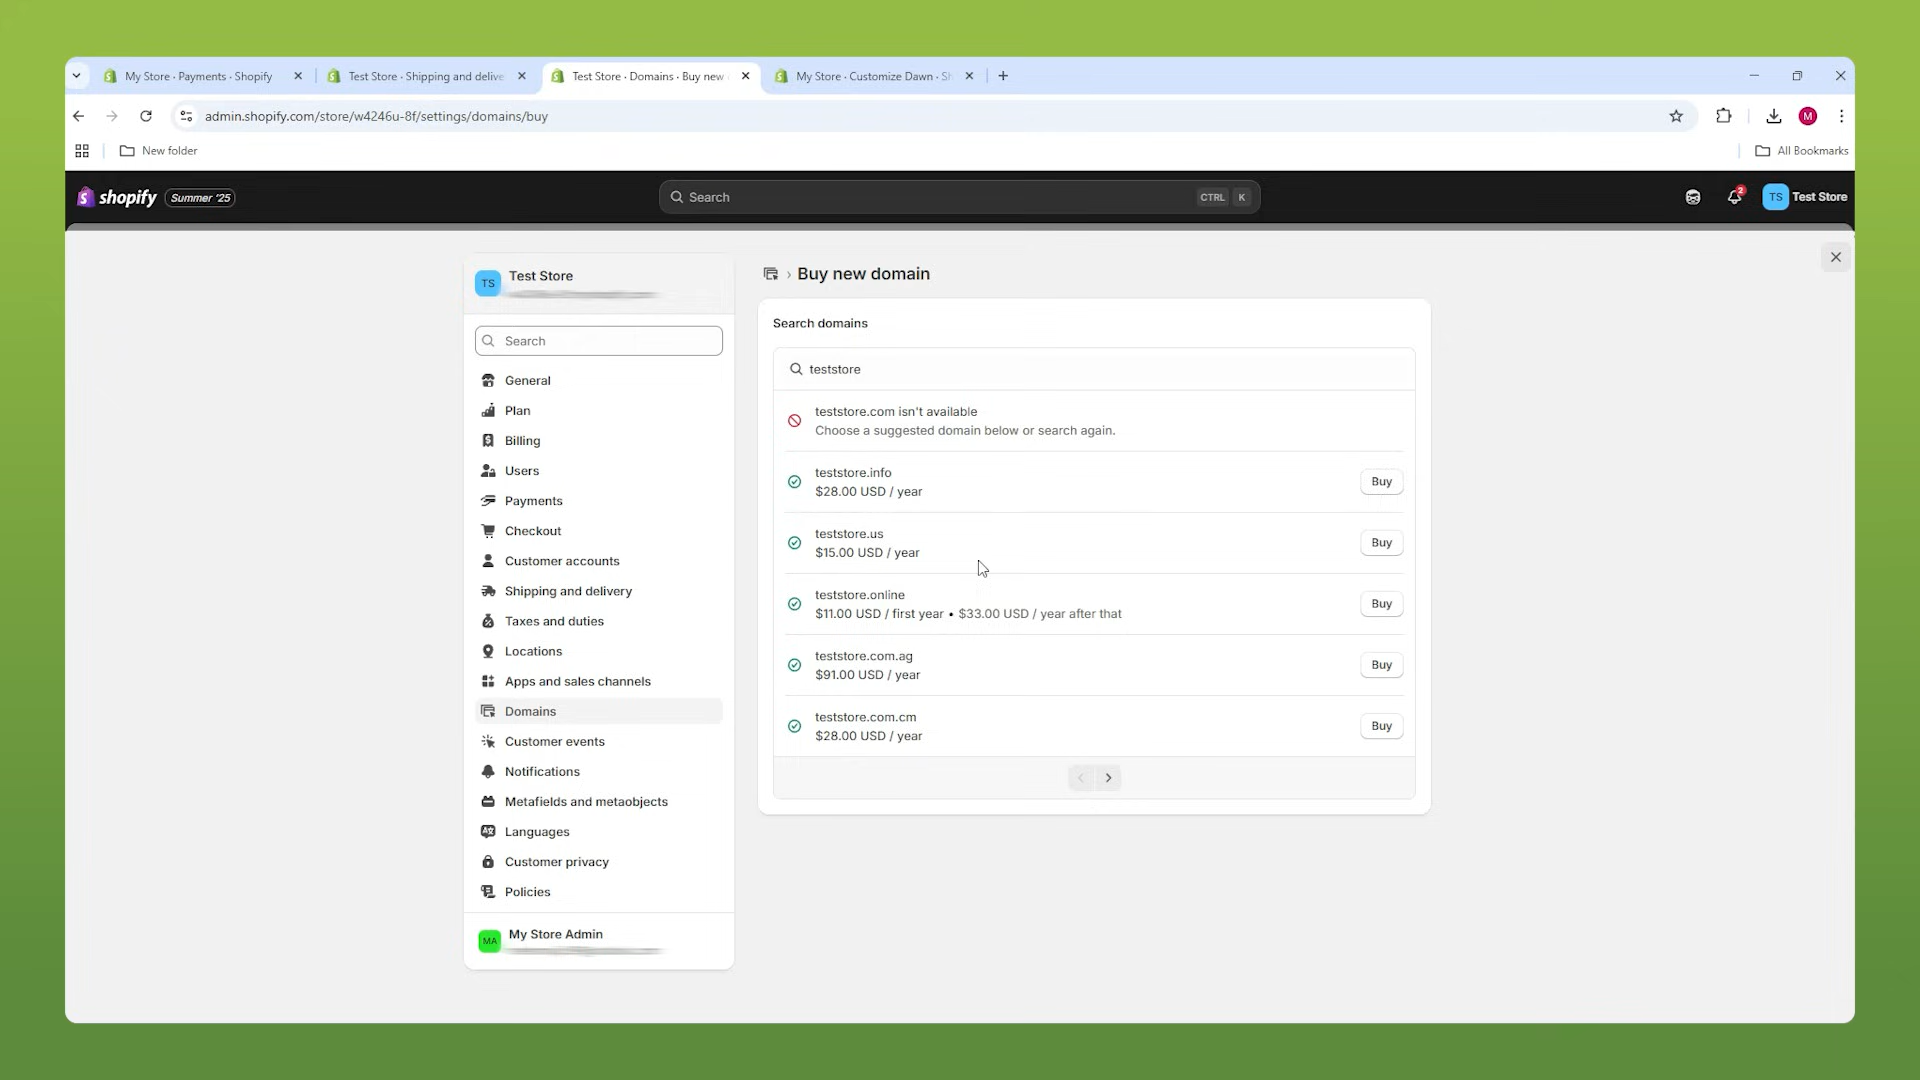 My Store · Payments · Shopify
Test Store · Shipping and delive
Test Store · Domains · Buy new
My Store · Customize Dawn · Sh
admin.shopify.com/store/w4246u-8f/settings/domains/buy
M
New folder
All Bookmarks
shopify
Summer '25
Search
CTRL K
2
TS
Test Store
TS
Test Store
Search
General
Plan
Billing
Users
Payments
Checkout
Customer accounts
Shipping and delivery
Taxes and duties
Locations
Apps and sales channels
Domains
Customer events
Notifications
Metafields and metaobjects
Languages
Customer privacy
Policies
MA
My Store Admin
› Buy new domain
Search domains
teststore
teststore.com isn't available
Choose a suggested domain below or search again.
teststore.info
$28.00 USD / year
Buy
teststore.us
$15.00 USD / year
Buy
teststore.online
$11.00 USD / first year • $33.00 USD / year after that
Buy
teststore.com.ag
$91.00 USD / year
Buy
teststore.com.cm
$28.00 USD / year
Buy